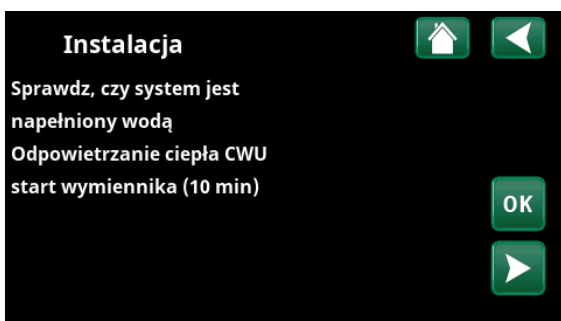 Instalacja
Sprawdz, czy system jest
napełniony wodą
Odpowietrzanie ciepła CWU
start wymiennika (10 min)
OK